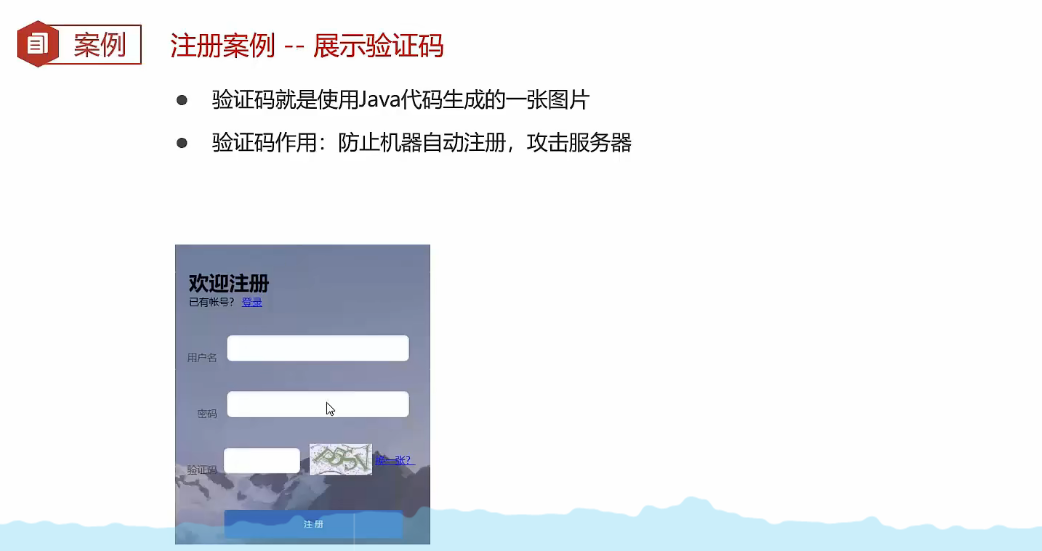 案例
注册案例 -- 展示验证码
● 验证码就是使用Java代码生成的一张图片
● 验证码作用：防止机器自动注册，攻击服务器
欢迎注册
已有帐号？ 登录
用户名
密码
验证码
换一张？
注 册